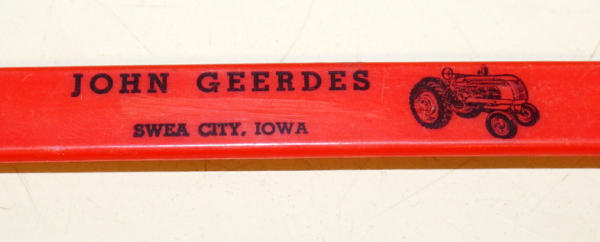 JOHN GEERDES
SWEA CITY, IOWA